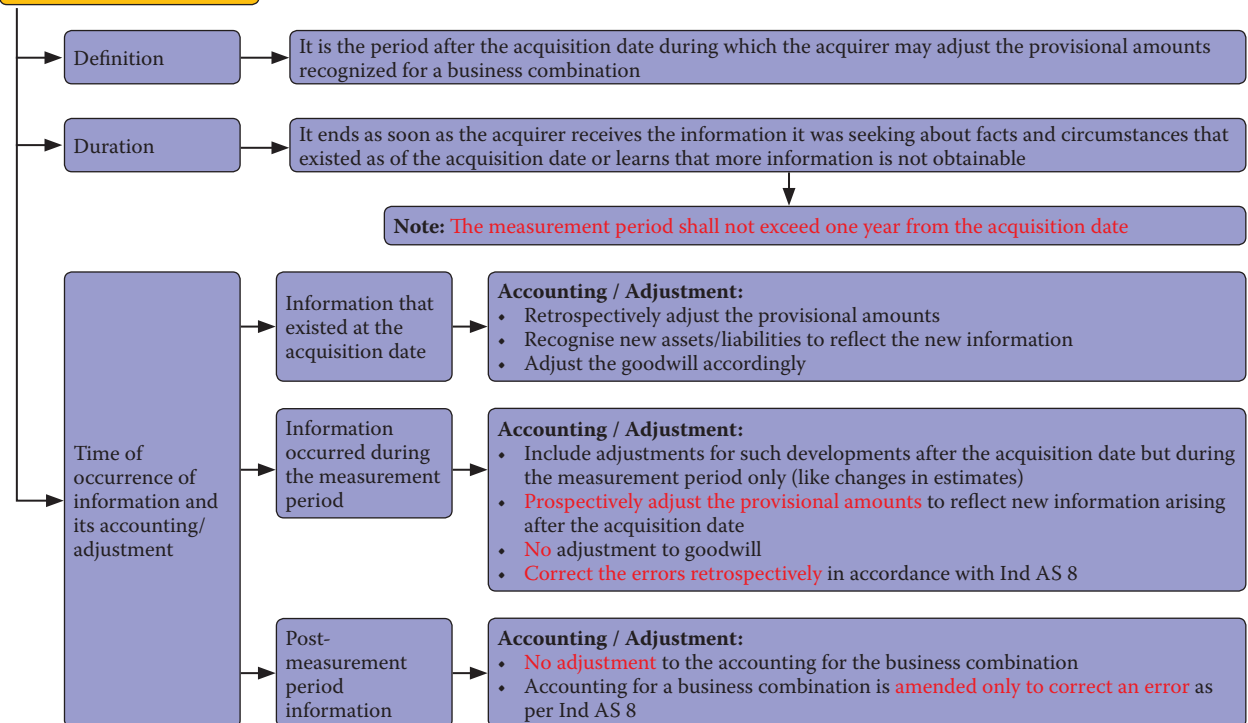 Definition
It is the period after the acquisition date during which the acquirer may adjust the provisional amounts
recognized for a business combination
Duration
It ends as soon as the acquirer receives the information it was seeking about facts and circumstances that
existed as of the acquisition date or learns that more information is not obtainable
Note: The measurement period shall not exceed one year from the acquisition date
Time of
occurrence of
information and
its accounting/
adjustment
Information that
existed at the
acquisition date
Accounting / Adjustment:
• Retrospectively adjust the provisional amounts
• Recognise new assets/liabilities to reflect the new information
• Adjust the goodwill accordingly
Information
occurred during
the measurement
period
Accounting / Adjustment:
• Include adjustments for such developments after the acquisition date but during
the measurement period only (like changes in estimates)
• Prospectively adjust the provisional amounts to reflect new information arising
after the acquisition date
• No adjustment to goodwill
• Correct the errors retrospectively in accordance with Ind AS 8
Post-
measurement
period
information
Accounting / Adjustment:
• No adjustment to the accounting for the business combination
• Accounting for a business combination is amended only to correct an error as
per Ind AS 8